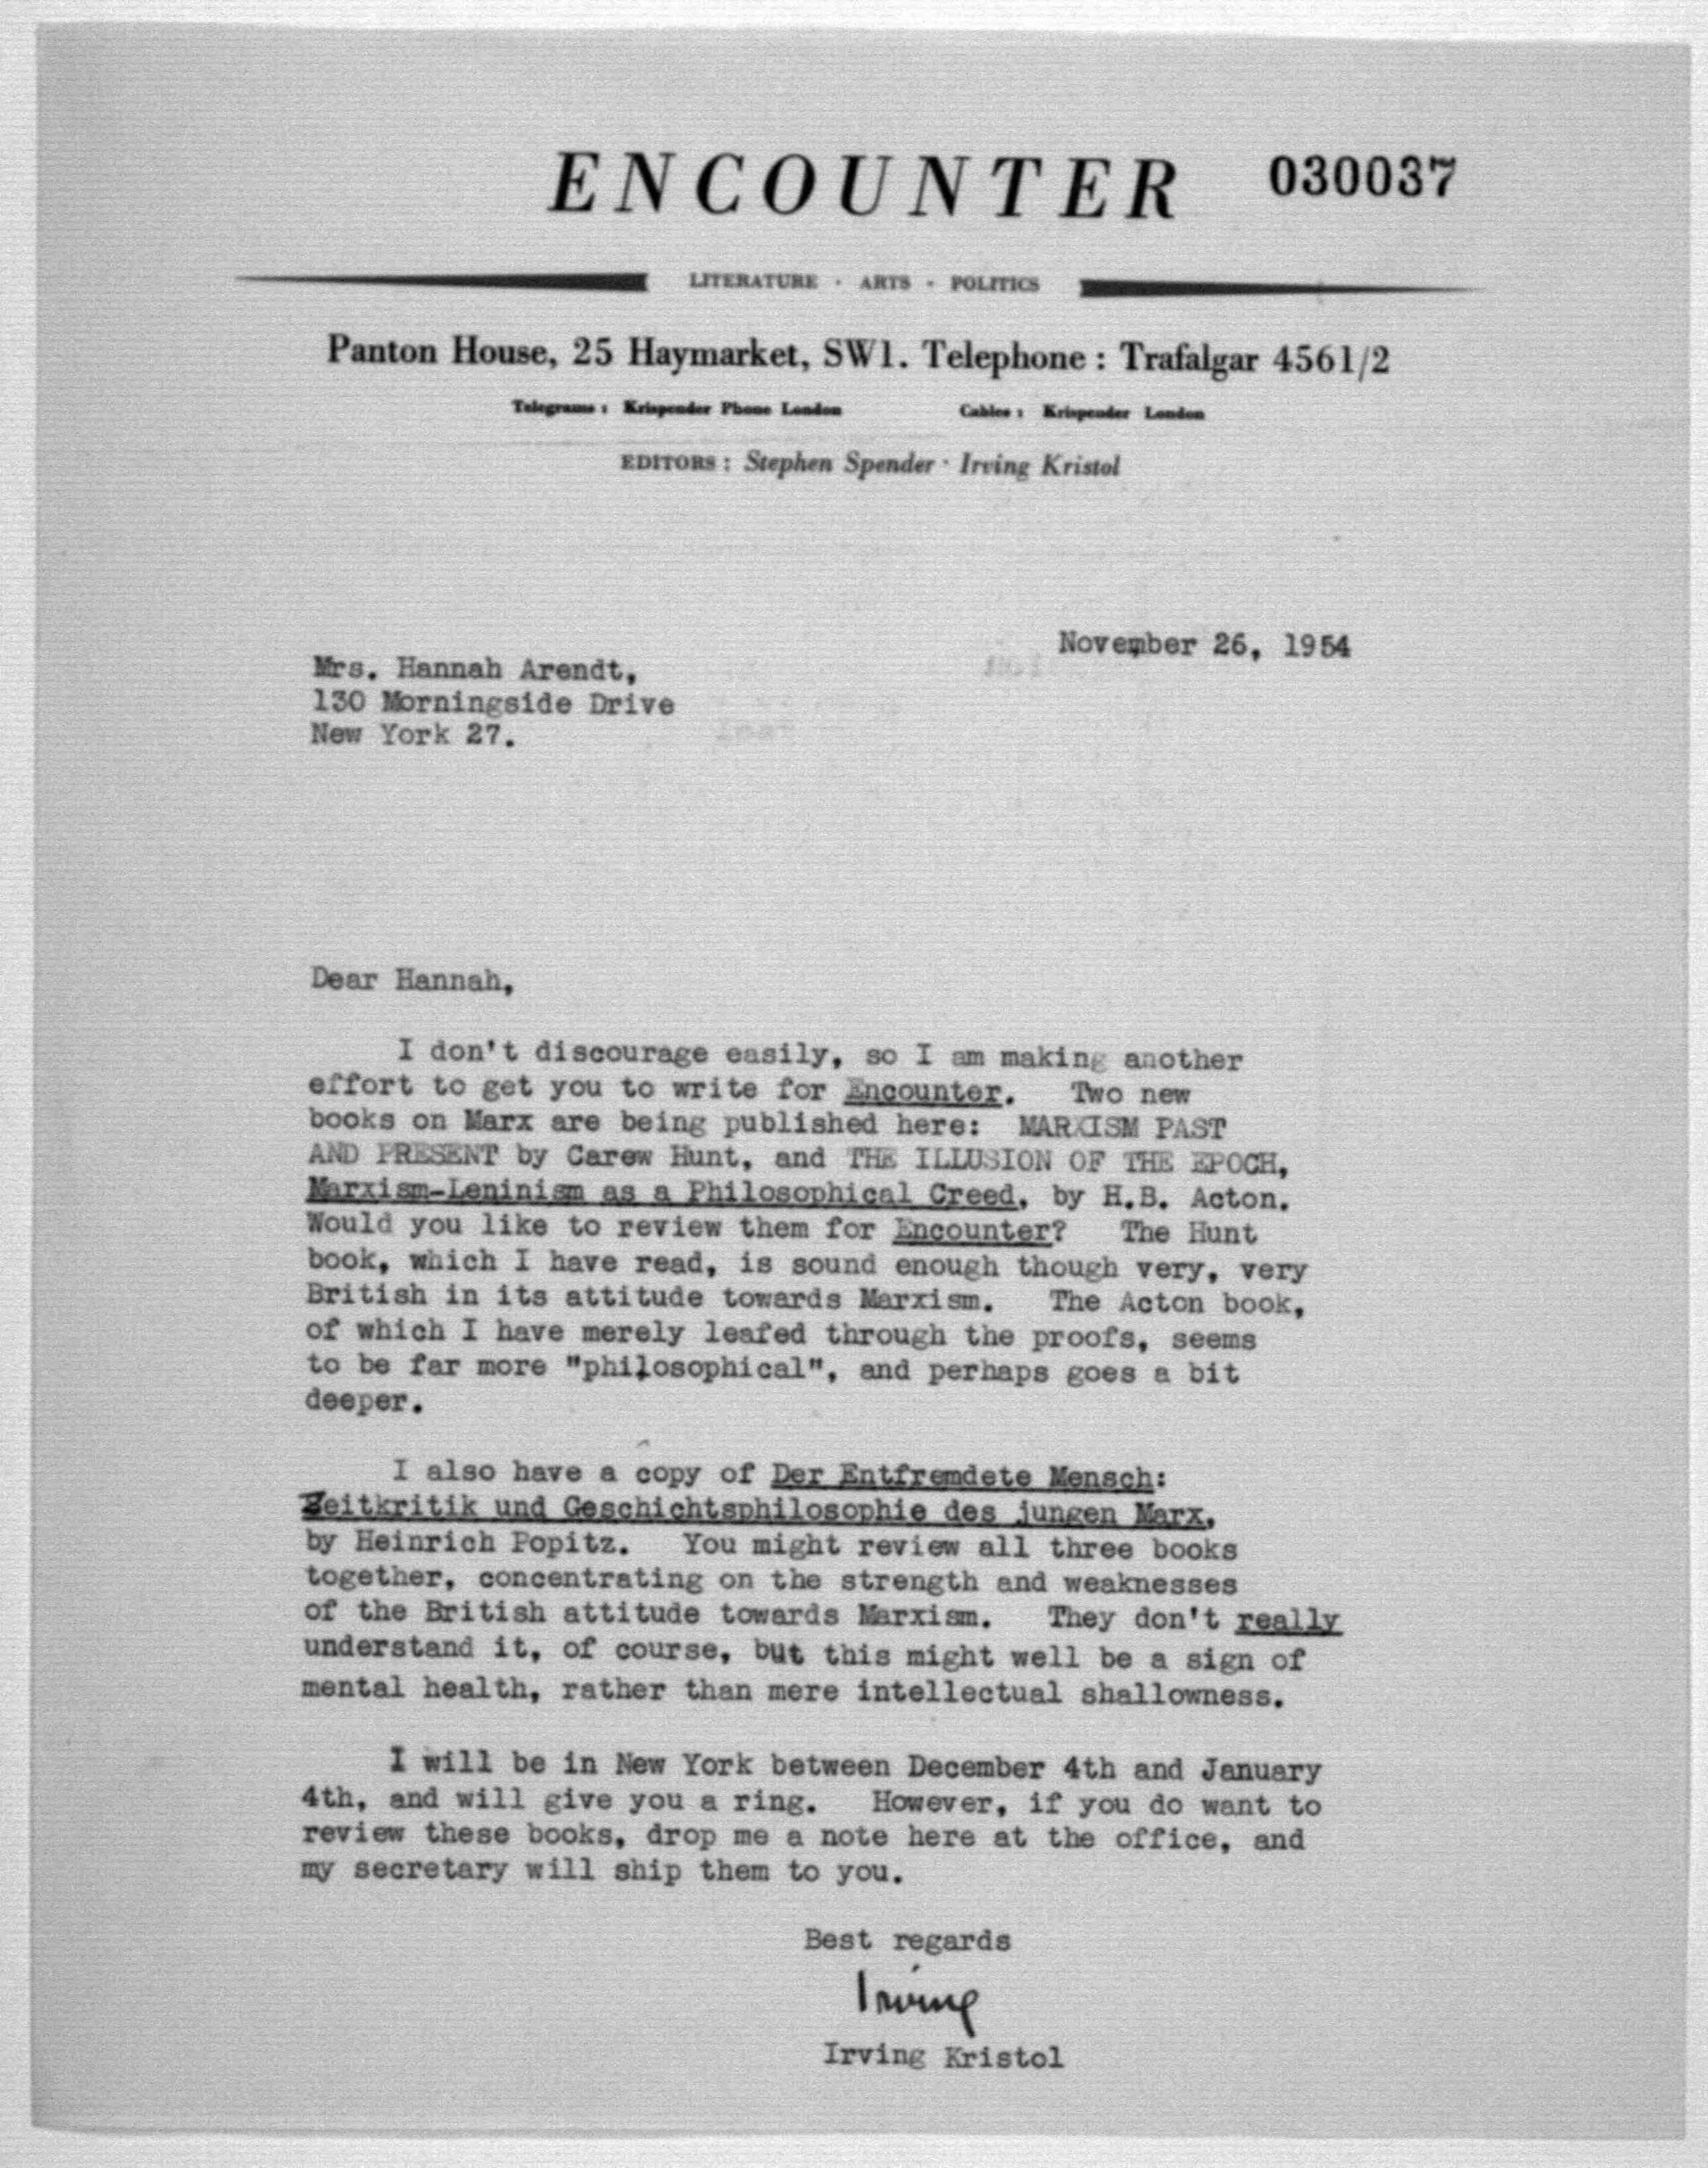 ENCOUNTER 030037
LITERATURE · ARTS · POLITICS
Panton House, 25 Haymarket, SW1. Telephone : Trafalgar 4561/2
Telegrams : Krispender Phone London Cables : Krispender London
EDITORS : Stephen Spender · Irving Kristol
November 26, 1954
Mrs. Hannah Arendt,
130 Morningside Drive
New York 27.
Dear Hannah,
I don't discourage easily, so I am making another
effort to get you to write for Encounter. Two new
books on Marx are being published here: MARXISM PAST
AND PRESENT by Carew Hunt, and THE ILLUSION OF THE EPOCH,
Marxism-Leninism as a Philosophical Creed, by H.B. Acton.
Would you like to review them for Encounter? The Hunt
book, which I have read, is sound enough though very, very
British in its attitude towards Marxism. The Acton book,
of which I have merely leafed through the proofs, seems
to be far more "philosophical", and perhaps goes a bit
deeper.
I also have a copy of Der Entfremdete Mensch:
Zeitkritik und Geschichtsphilosophie des jungen Marx,
by Heinrich Popitz. You might review all three books
together, concentrating on the strength and weaknesses
of the British attitude towards Marxism. They don't really
understand it, of course, but this might well be a sign of
mental health, rather than mere intellectual shallowness.
I will be in New York between December 4th and January
4th, and will give you a ring. However, if you do want to
review these books, drop me a note here at the office, and
my secretary will ship them to you.
Best regards
Irving
Irving Kristol